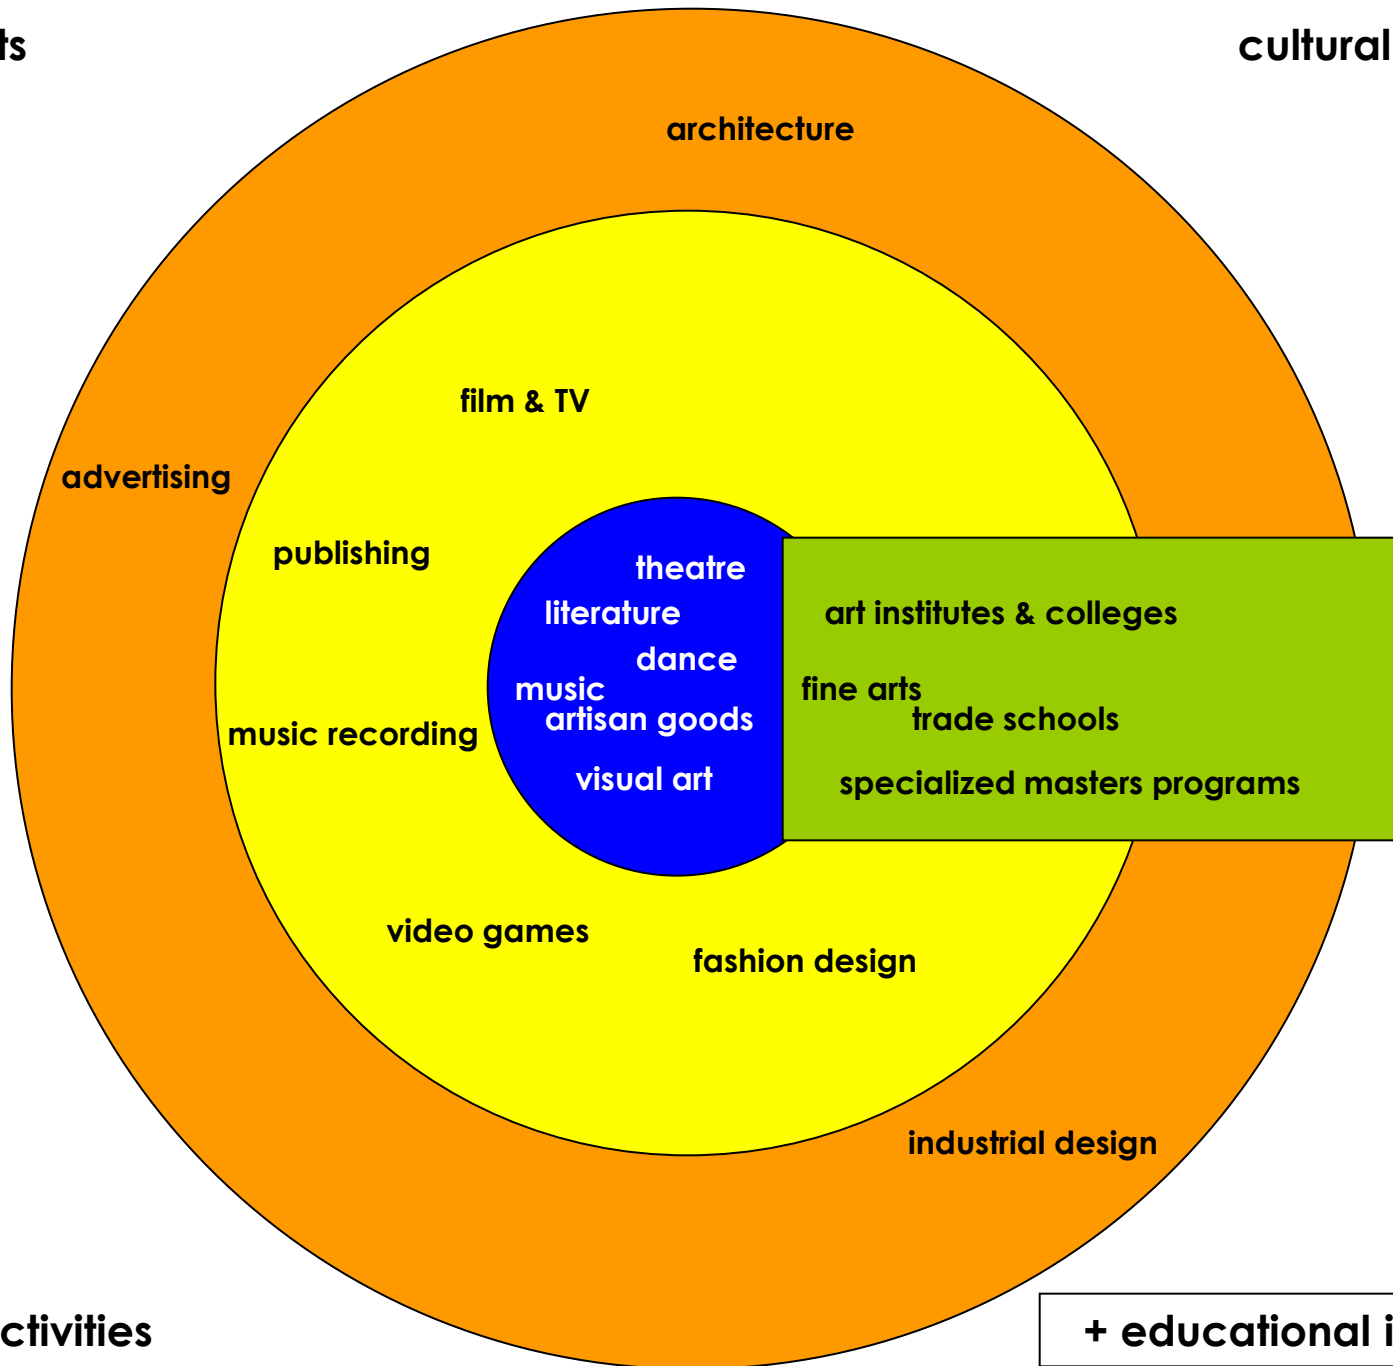 ts
cultural
architecture
film & TV
advertising
publishing
theatre
literature
dance
music
artisan goods
visual art
art institutes & colleges
fine arts
trade schools
specialized masters programs
music recording
video games
fashion design
industrial design
ctivities
+ educational i